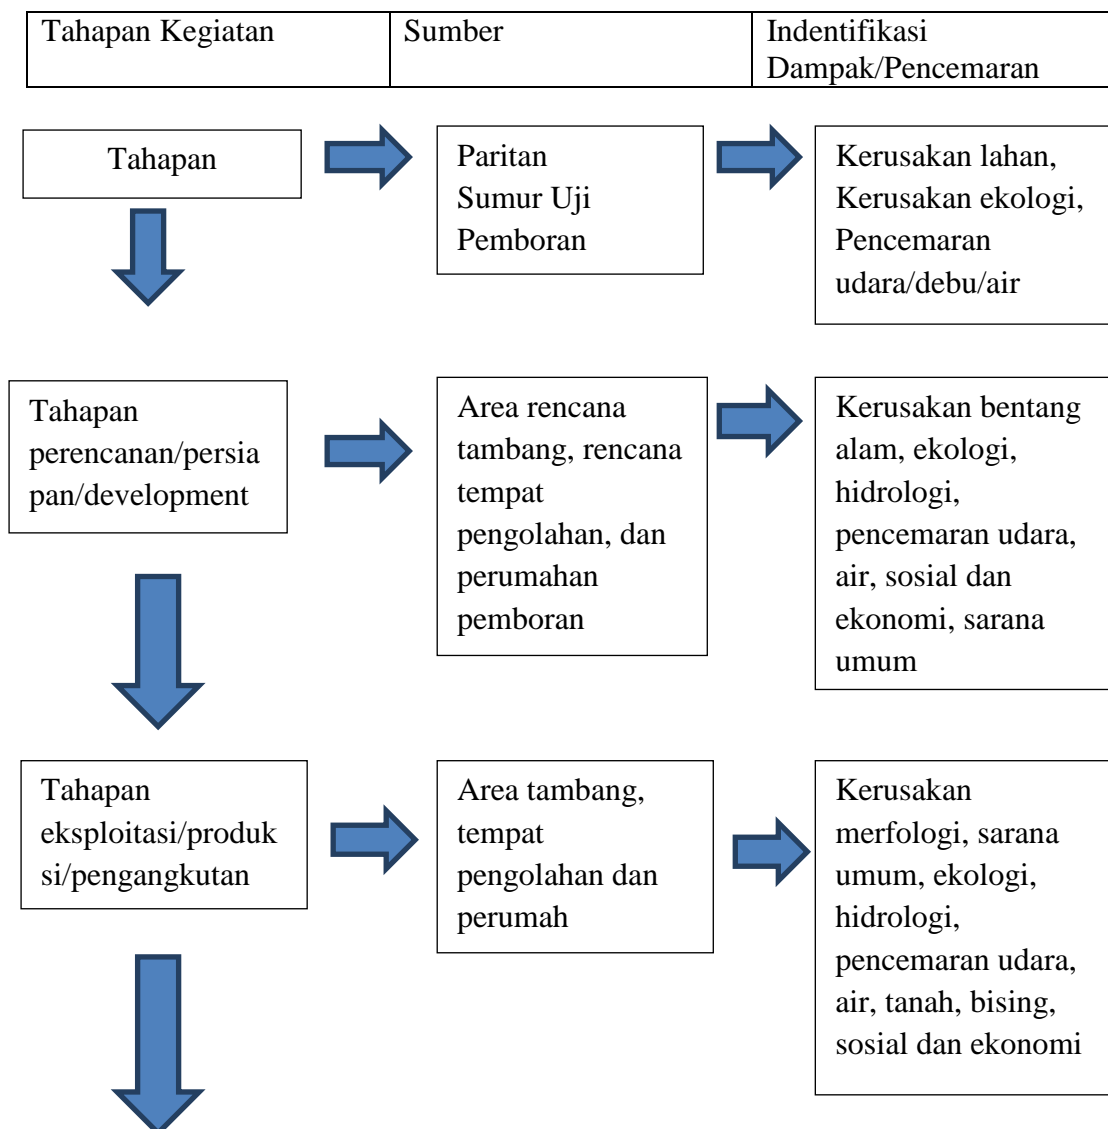 Tahapan Kegiatan
Sumber
Indentifikasi
Dampak/Pencemaran
Tahapan
Paritan
Sumur Uji
Pemboran
Kerusakan lahan,
Kerusakan ekologi,
Pencemaran
udara/debu/air
Tahapan
perencanan/persia
pan/development
Area rencana
tambang, rencana
tempat
pengolahan, dan
perumahan
pemboran
Kerusakan bentang
alam, ekologi,
hidrologi,
pencemaran udara,
air, sosial dan
ekonomi, sarana
umum
Tahapan
eksploitasi/produk
si/pengangkutan
Area tambang,
tempat
pengolahan dan
perumah
Kerusakan
merfologi, sarana
umum, ekologi,
hidrologi,
pencemaran udara,
air, tanah, bising,
sosial dan ekonomi